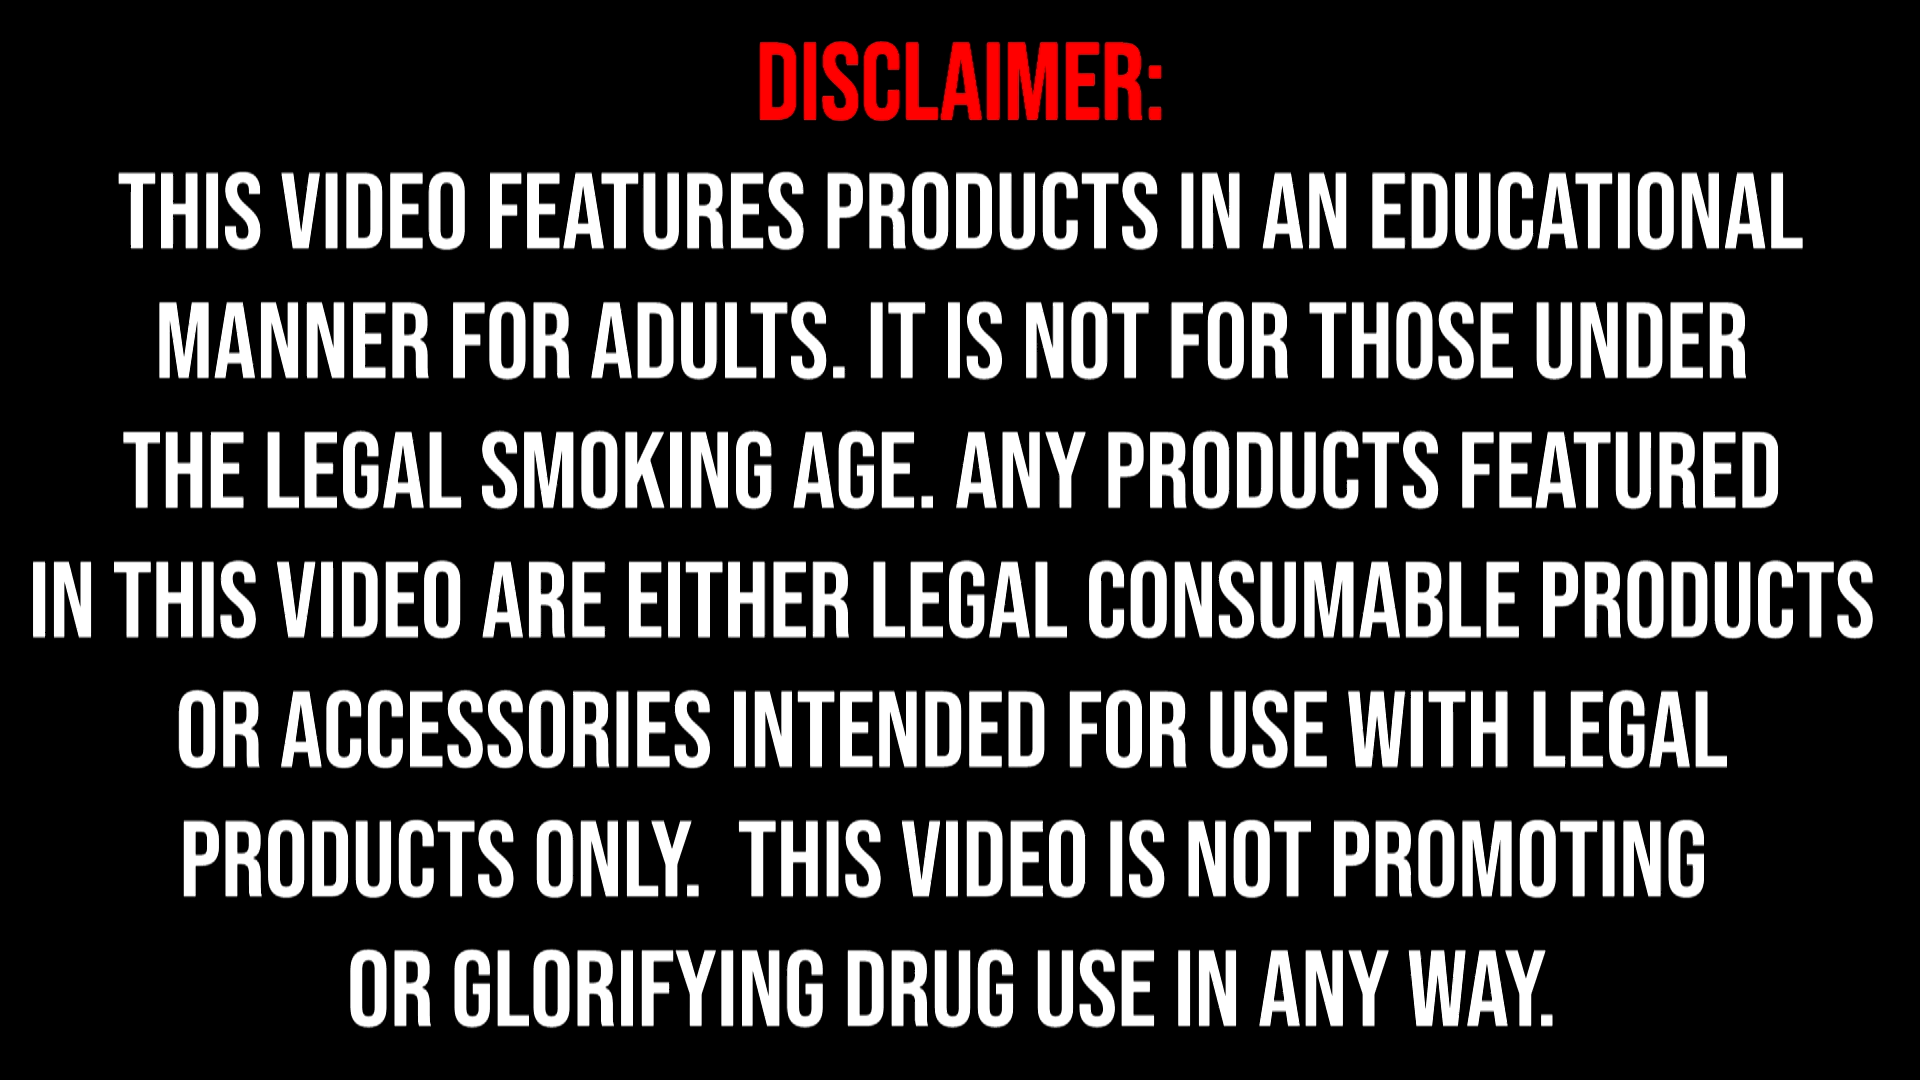 DISCLAIMER:
THIS VIDEO FEATURES PRODUCTS IN AN EDUCATIONAL
MANNER FOR ADULTS. IT IS NOT FOR THOSE UNDER
THE LEGAL SMOKING AGE. ANY PRODUCTS FEATURED
IN THIS VIDEO ARE EITHER LEGAL CONSUMABLE PRODUCTS
OR ACCESSORIES INTENDED FOR USE WITH LEGAL
PRODUCTS ONLY.  THIS VIDEO IS NOT PROMOTING
OR GLORIFYING DRUG USE IN ANY WAY.